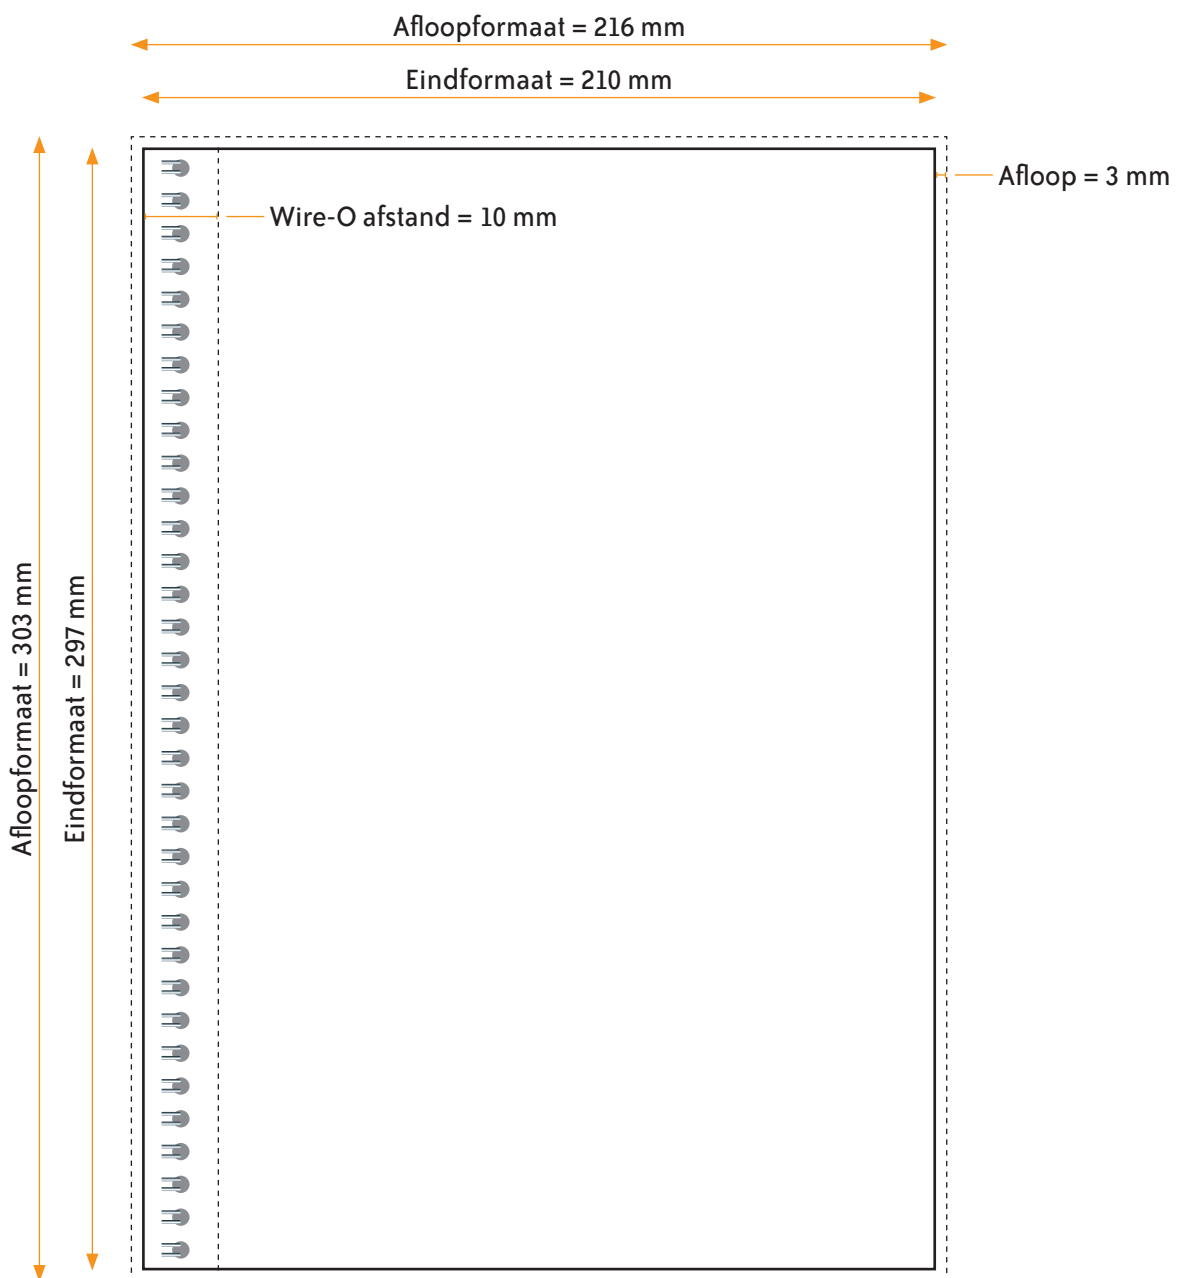 Afloopformaat = 216 mm
Eindformaat = 210 mm
Afloop = 3 mm
Wire-O afstand = 10 mm
Afloopformaat = 303 mm
Eindformaat = 297 mm